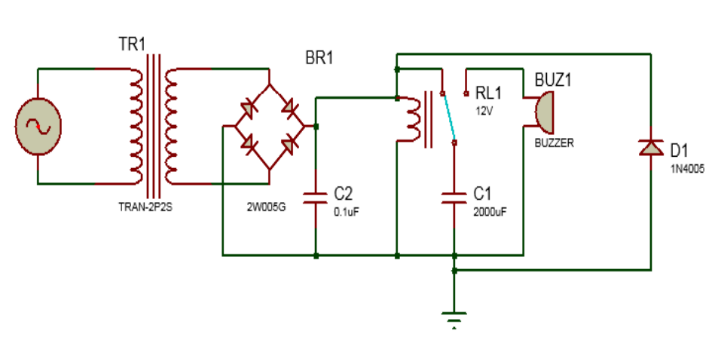 TR1
TRAN-2P2S
BR1
2W005G
C2
0.1uF
RL1
12V
C1
2000uF
BUZ1
BUZZER
D1
1N4005